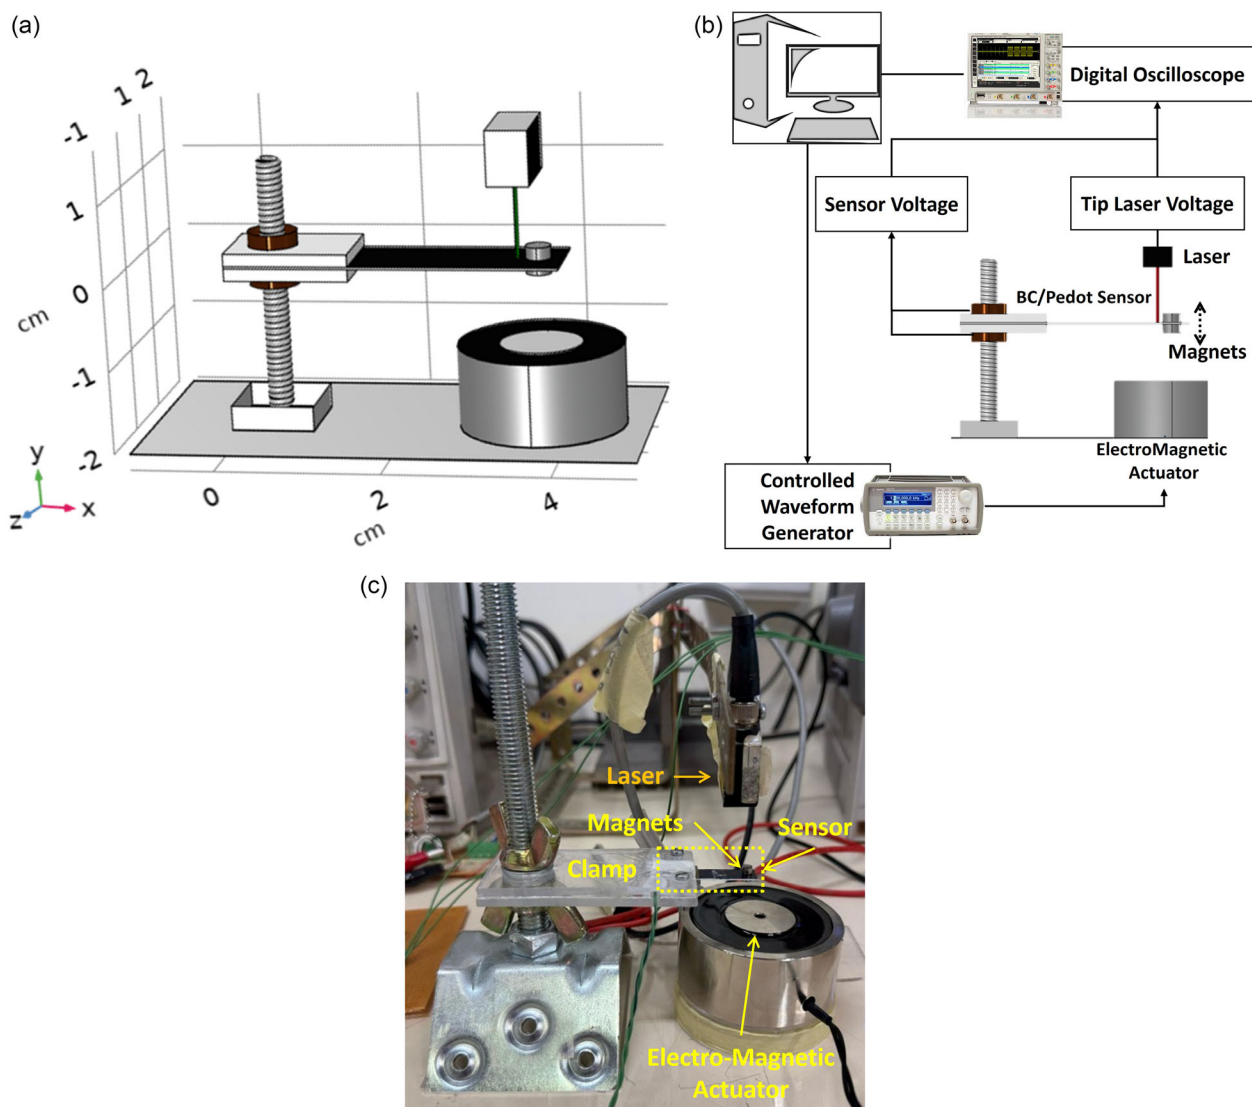 (a)
1 2
-1
1
0
cm
-1
-2
y
z
x
0
2
4
cm
(b)
Digital Oscilloscope
Sensor Voltage
Tip Laser Voltage
Laser
BC/Pedot Sensor
Magnets
ElectroMagnetic
Actuator
Controlled
Waveform
Generator
(c)
Laser
Magnets
Sensor
Clamp
Electro-Magnetic
Actuator